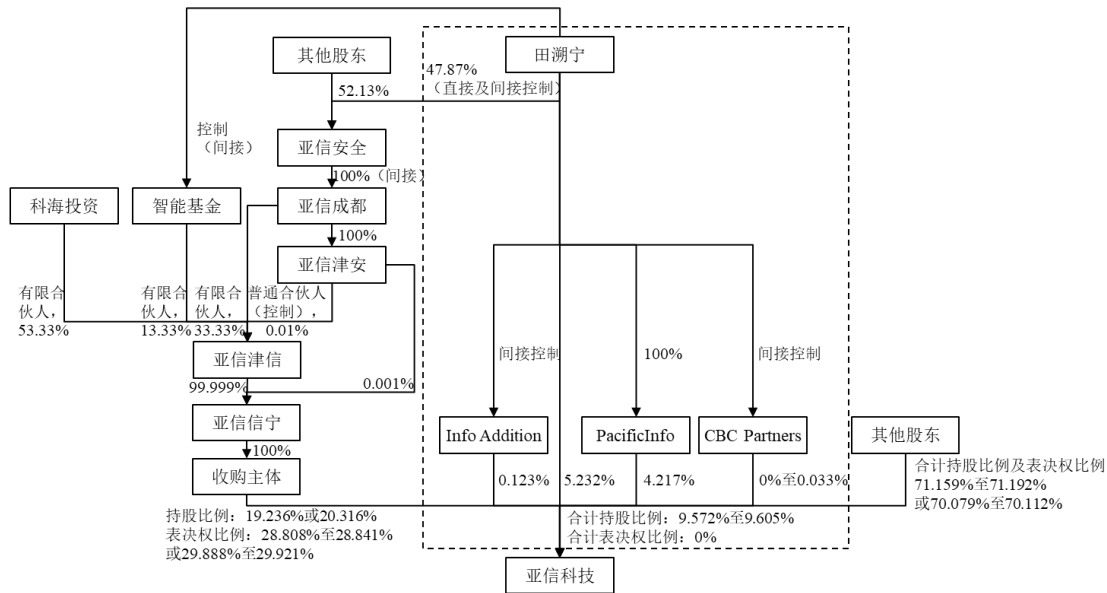 其他股东
田溯宁
47.87%
（直接及间接控制）
52.13%
控制
（间接）
亚信安全
100%（间接）
科海投资
智能基金
亚信成都
100%
亚信津安
有限合
伙人，
53.33%
有限合
伙人，
13.33%
有限合
伙人，
33.33%
普通合伙人
（控制），
0.01%
亚信津信
99.999%
0.001%
间接控制
100%
间接控制
亚信信宁
100%
收购主体
Info Addition
PacificInfo
CBC Partners
其他股东
0.123%
5.232%
4.217%
0%至0.033%
合计持股比例及表决权比例
71.159%至71.192%
或70.079%至70.112%
持股比例：19.236%或20.316%
表决权比例：28.808%至28.841%
或29.888%至29.921%
合计持股比例：9.572%至9.605%
合计表决权比例：0%
亚信科技